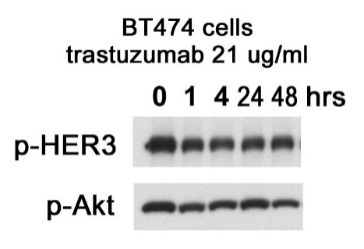 BT474 cells
trastuzumab 21 ug/ml
0 1 4 24 48 hrs
p-HER3
p-Akt